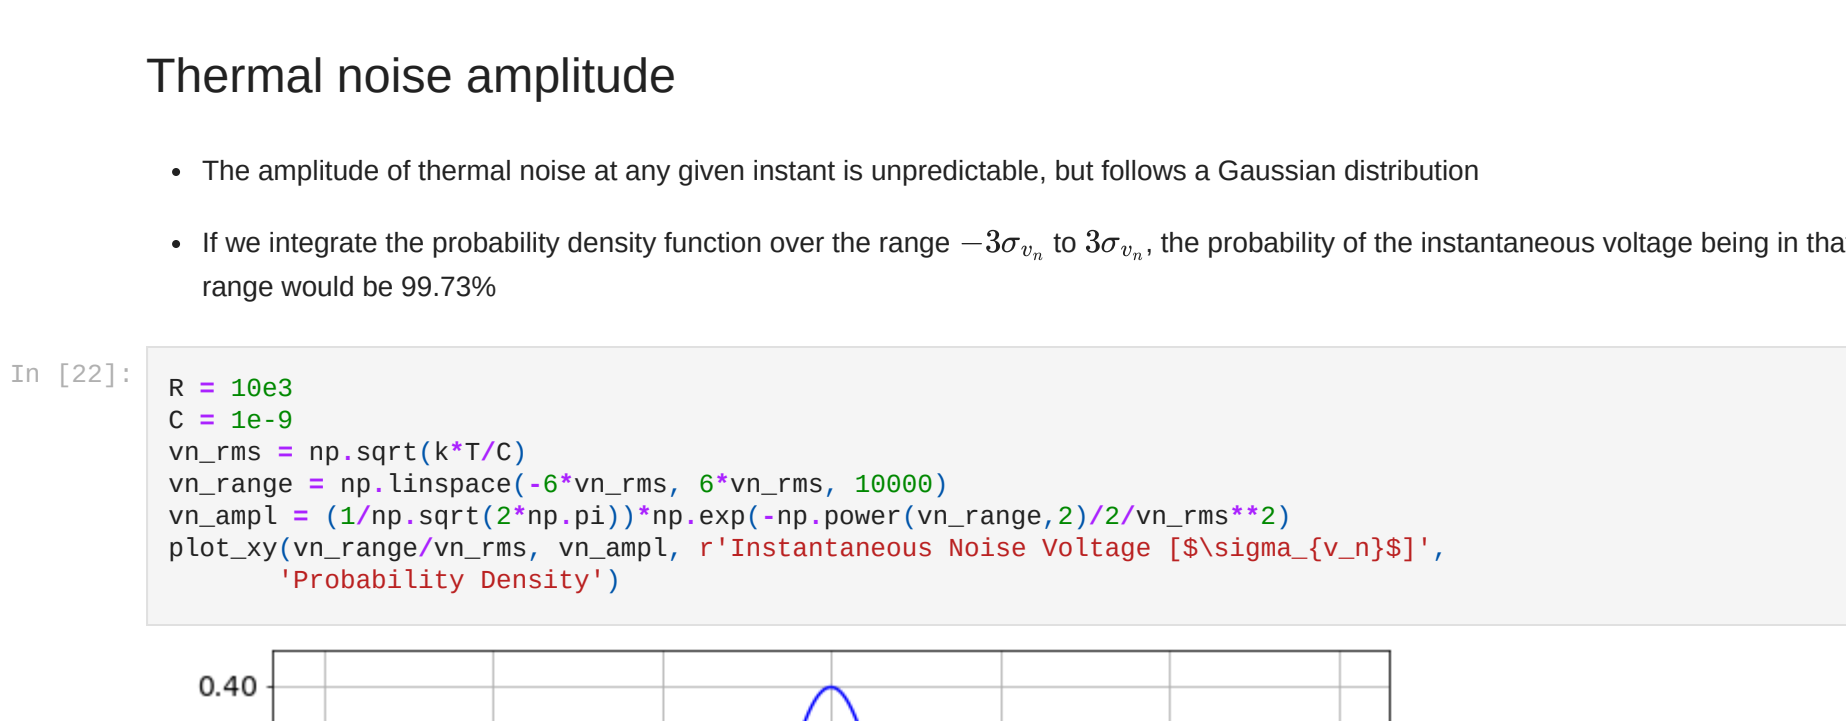 Thermal noise amplitude
• The amplitude of thermal noise at any given instant is unpredictable, but follows a Gaussian distribution
• If we integrate the probability density function over the range −3σ_{v_n} to 3σ_{v_n}, the probability of the instantaneous voltage being in tha
range would be 99.73%
In [22]:
R = 10e3
C = 1e-9
vn_rms = np.sqrt(k*T/C)
vn_range = np.linspace(-6*vn_rms, 6*vn_rms, 10000)
vn_ampl = (1/np.sqrt(2*np.pi))*np.exp(-np.power(vn_range,2)/2/vn_rms**2)
plot_xy(vn_range/vn_rms, vn_ampl, r'Instantaneous Noise Voltage [$\sigma_{v_n}$]',
'Probability Density')
0.40